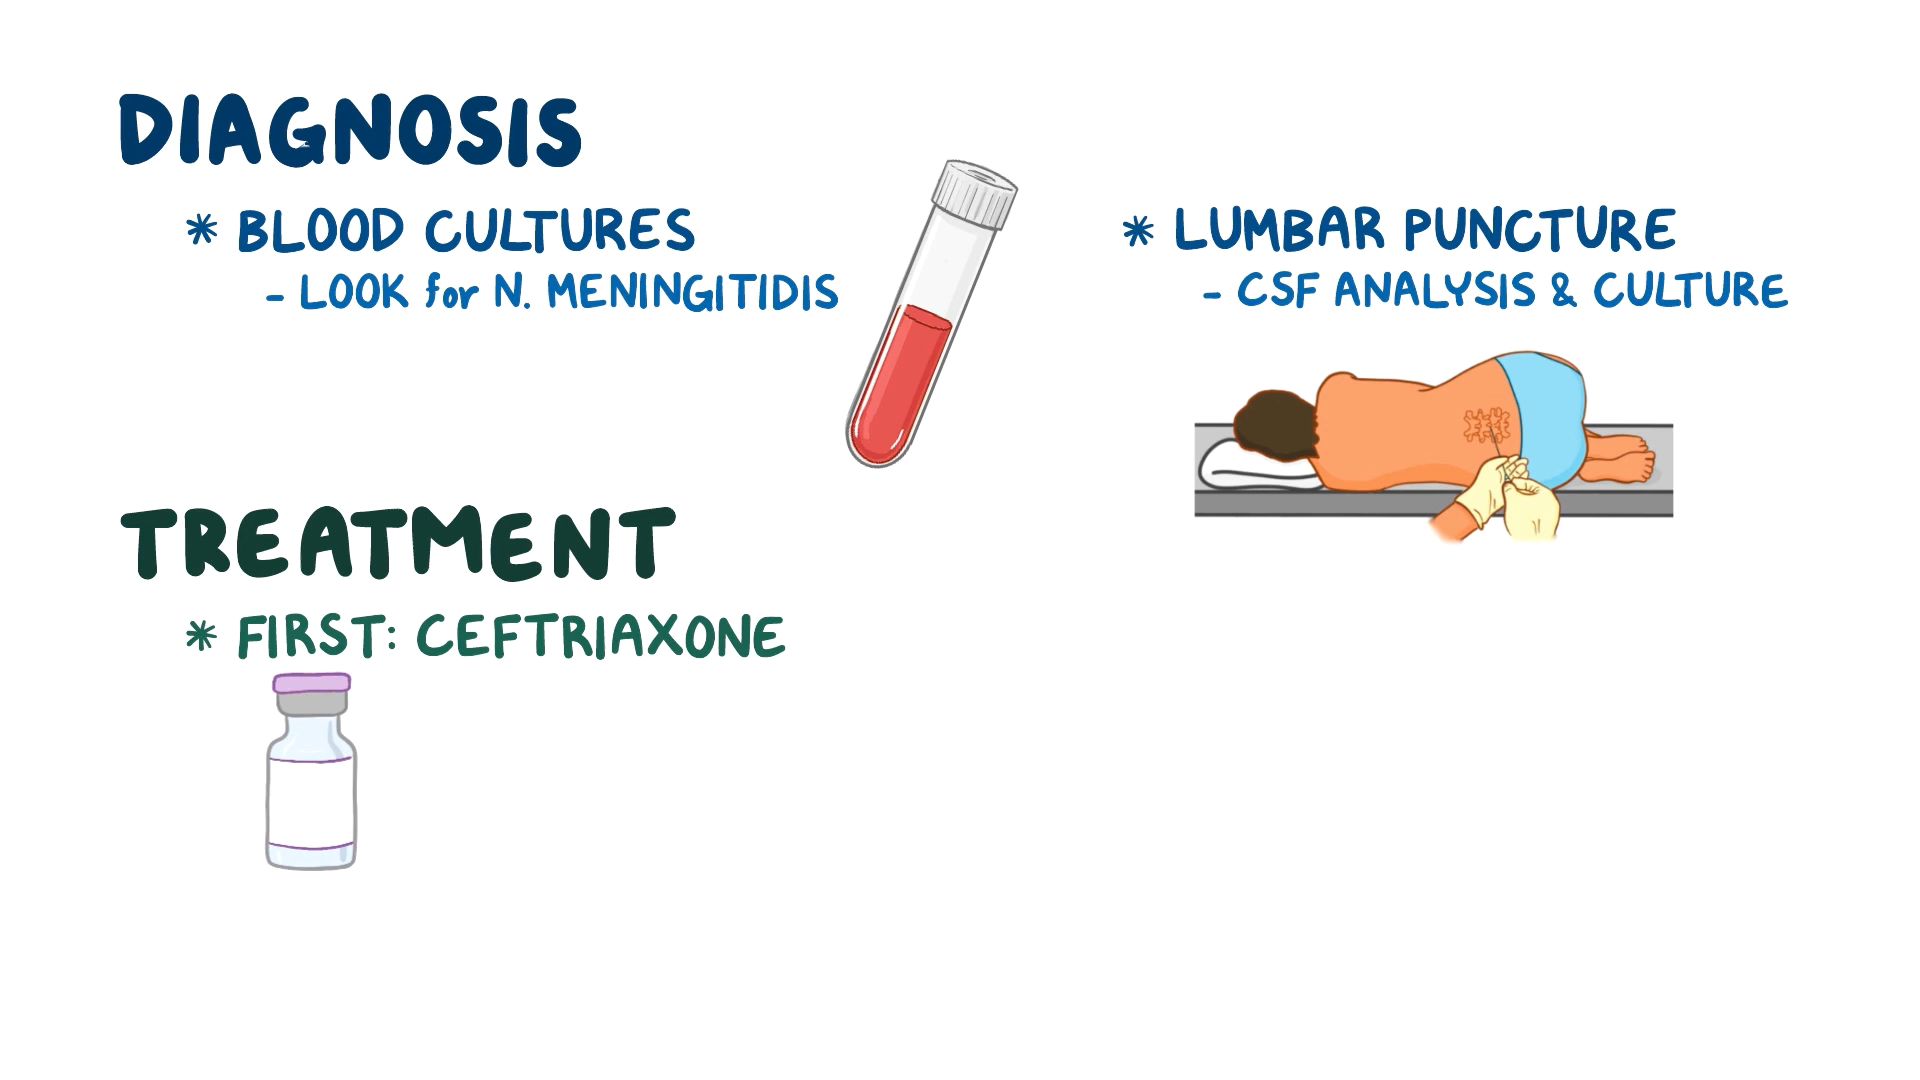 DIAGNOSIS
* BLOOD CULTURES
- LOOK for N. MENINGITIDIS
* LUMBAR PUNCTURE
- CSF ANALYSIS & CULTURE
TREATMENT
* FIRST: CEFTRIAXONE